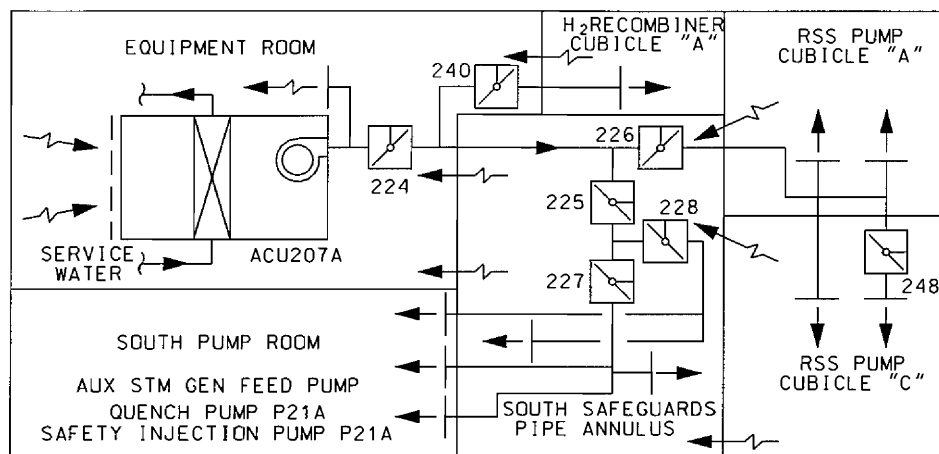 EQUIPMENT ROOM
H₂RECOMBINER
CUBICLE "A"
RSS PUMP
CUBICLE "A"
240
226
224
225
228
SERVICE
WATER
ACU207A
227
248
SOUTH PUMP ROOM
AUX STM GEN FEED PUMP
QUENCH PUMP P21A
SAFETY INJECTION PUMP P21A
SOUTH SAFEGUARDS
PIPE ANNULUS
RSS PUMP
CUBICLE "C"